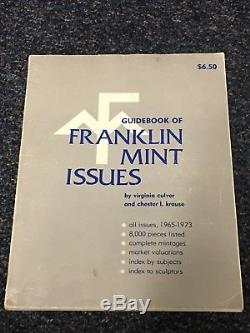 $6.50
GUIDEBOOK OF
FRANKLIN
MINT
ISSUES
by virginia culver
and chester l. krause
all issues, 1965-1973
8,000 pieces listed
complete mintages
market valuations
index by subjects
index to sculptors